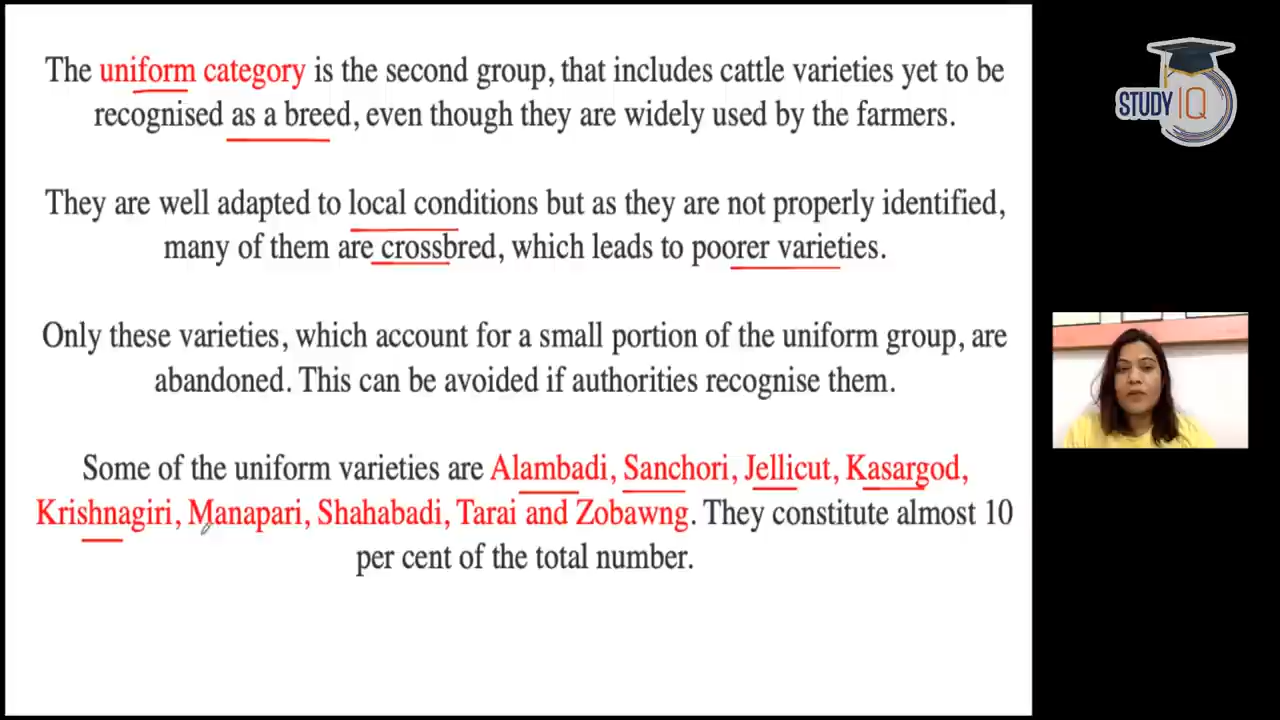 The uniform category is the second group, that includes cattle varieties yet to be
recognised as a breed, even though they are widely used by the farmers.
They are well adapted to local conditions but as they are not properly identified,
many of them are crossbred, which leads to poorer varieties.
Only these varieties, which account for a small portion of the uniform group, are
abandoned. This can be avoided if authorities recognise them.
Some of the uniform varieties are Alambadi, Sanchori, Jellicut, Kasargod,
Krishnagiri, Manapari, Shahabadi, Tarai and Zobawng. They constitute almost 10
per cent of the total number.
STUDY IQ